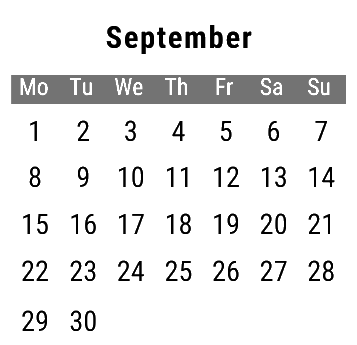 September
Mo Tu We Th Fr Sa Su
1 2 3 4 5 6 7
8 9 10 11 12 13 14
15 16 17 18 19 20 21
22 23 24 25 26 27 28
29 30